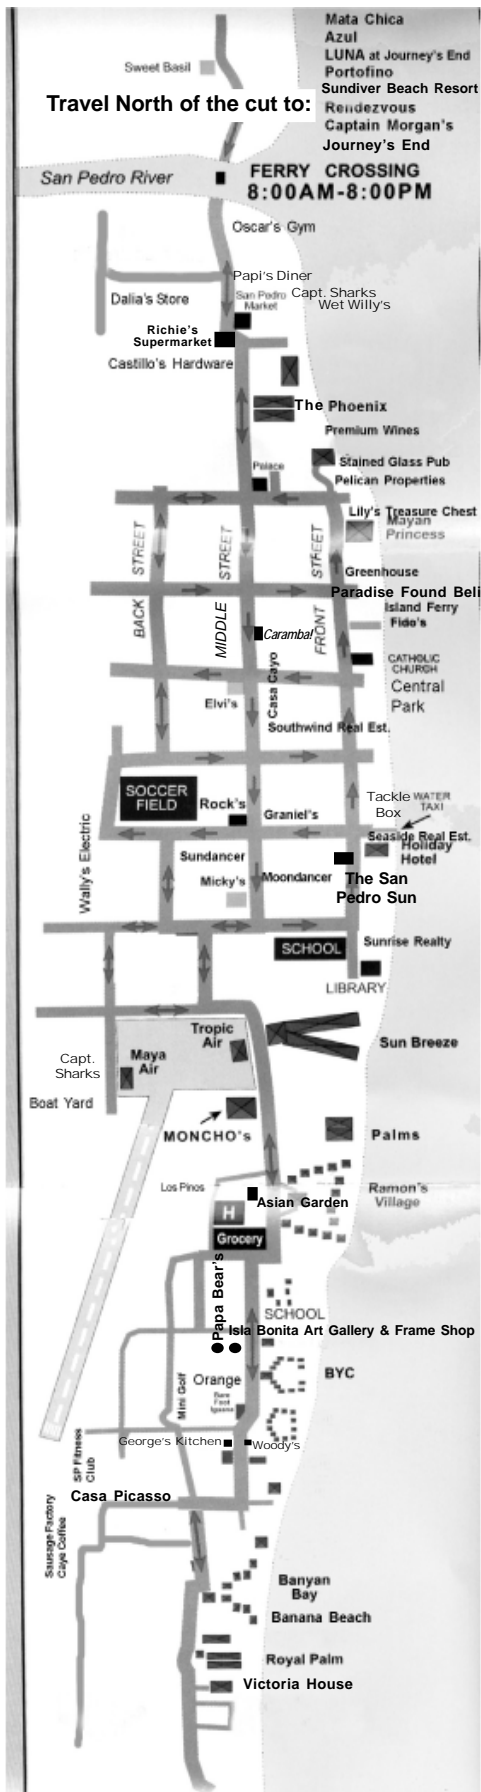 Mata Chica
Azul
LUNA at Journey's End
Portofino
Sundiver Beach Resort
Rendezvous
Captain Morgan's
Journey's End
Sweet Basil
Travel North of the cut to:
San Pedro River
FERRY CROSSING
8:00AM-8:00PM
Oscar's Gym
Papi's Diner
Dalia's Store
San Pedro
Market
Capt. Sharks
Wet Willy's
Richie's
Supermarket
Castillo's Hardware
The Phoenix
Premium Wines
Stained Glass Pub
Palace
Pelican Properties
Lily's Treasure Chest
Mayan
Princess
BACK STREET
MIDDLE STREET
FRONT STREET
Greenhouse
Paradise Found Beli
Island Ferry
Fido's
Caramba!
CATHOLIC
CHURCH
Central
Park
Casa Cayo
Elvi's
Southwind Real Est.
SOCCER
FIELD
Rock's
Graniel's
Tackle
Box
WATER
TAXI
Seaside Real Est.
Holiday
Hotel
Wally's Electric
Sundancer
Micky's
Moondancer
The San
Pedro Sun
SCHOOL
Sunrise Realty
LIBRARY
Tropic
Air
Maya
Air
Sun Breeze
Capt.
Sharks
Boat Yard
MONCHO's
Palms
Los Pinos
Asian Garden
Ramon's
Village
H
Grocery
Papa Bear's
SCHOOL
Isla Bonita Art Gallery & Frame Shop
Orange
BYC
Mini Golf
Bare
Foot
Iguana
George's Kitchen
Woody's
SP Fitness
Club
Casa Picasso
Sausage Factory
Caye Coffee
Banyan
Bay
Banana Beach
Royal Palm
Victoria House